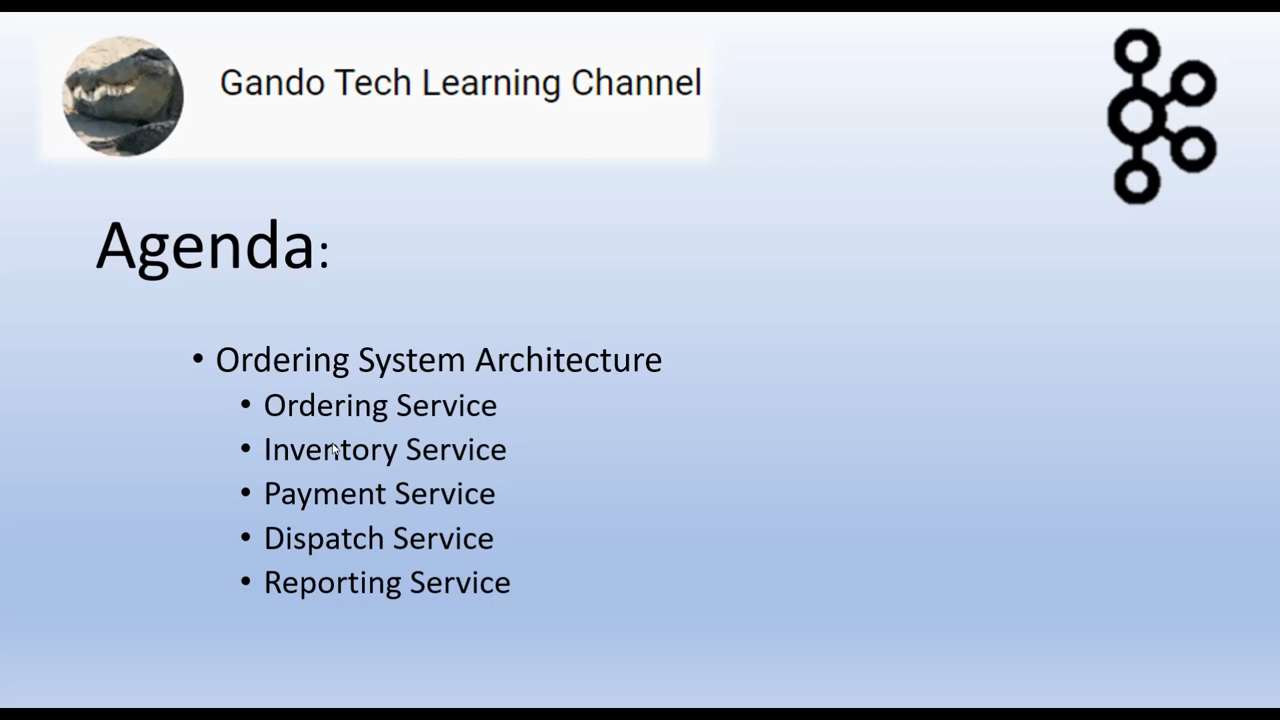 Gando Tech Learning Channel
Agenda:
• Ordering System Architecture
• Ordering Service
• Inventory Service
• Payment Service
• Dispatch Service
• Reporting Service